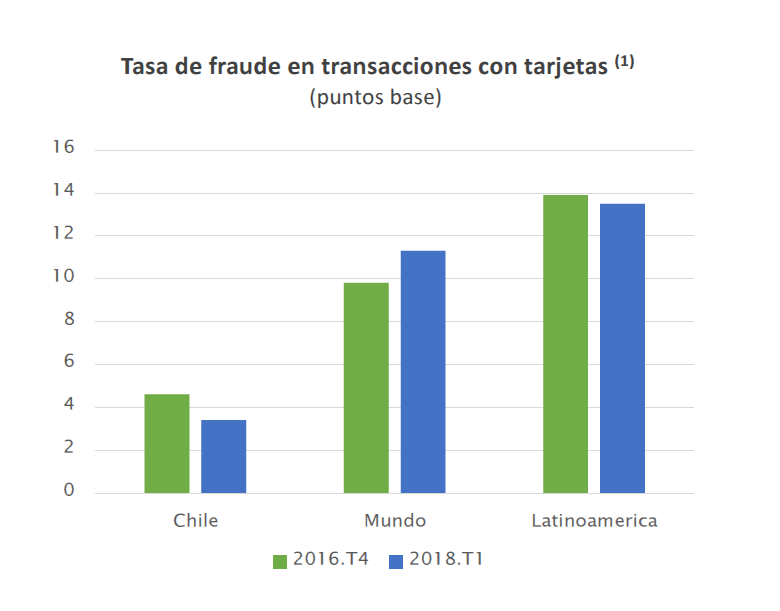 Tasa de fraude en transacciones con tarjetas (1)
(puntos base)
16
14
12
10
8
6
4
2
0
Chile Mundo Latinoamerica
2016.T4 2018.T1